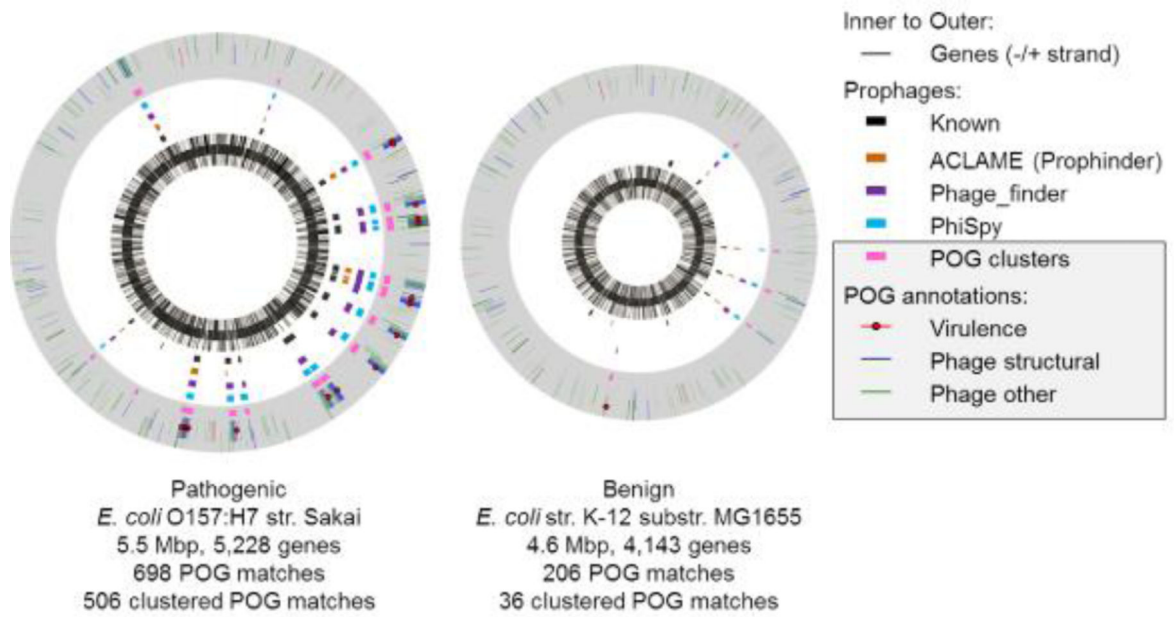 Inner to Outer:
Genes (-/+ strand)
Prophages:
Known
ACLAME (Prophinder)
Phage_finder
PhiSpy
POG clusters
POG annotations:
Virulence
Phage structural
Phage other
Pathogenic
E. coli O157:H7 str. Sakai
5.5 Mbp, 5,228 genes
698 POG matches
506 clustered POG matches
Benign
E. coli str. K-12 substr. MG1655
4.6 Mbp, 4,143 genes
206 POG matches
36 clustered POG matches